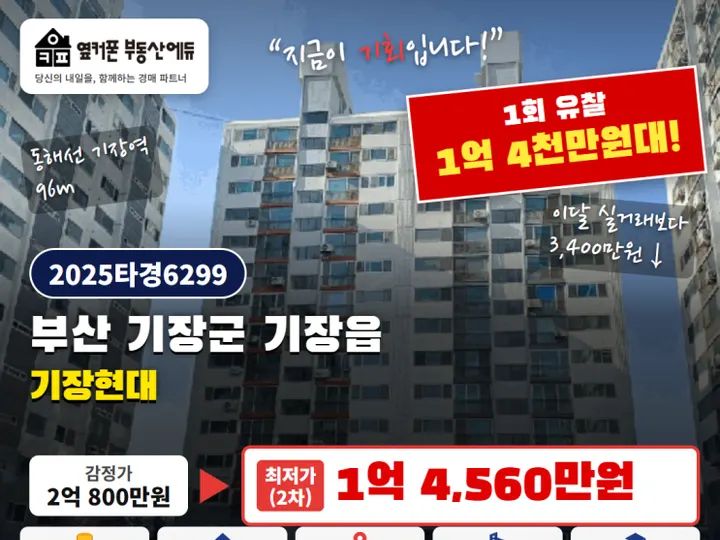 옆커폰 부동산에듀
당신의 내일을, 함께하는 경매 파트너
“지금이 기회입니다!”
1회 유찰
1억 4천만원대!
동해선 기장역
96m
이달 실거래보다
3,400만원 ↓
2025타경6299
부산 기장군 기장읍
기장현대
감정가
2억 800만원
최저가
(2차)
1억 4,560만원